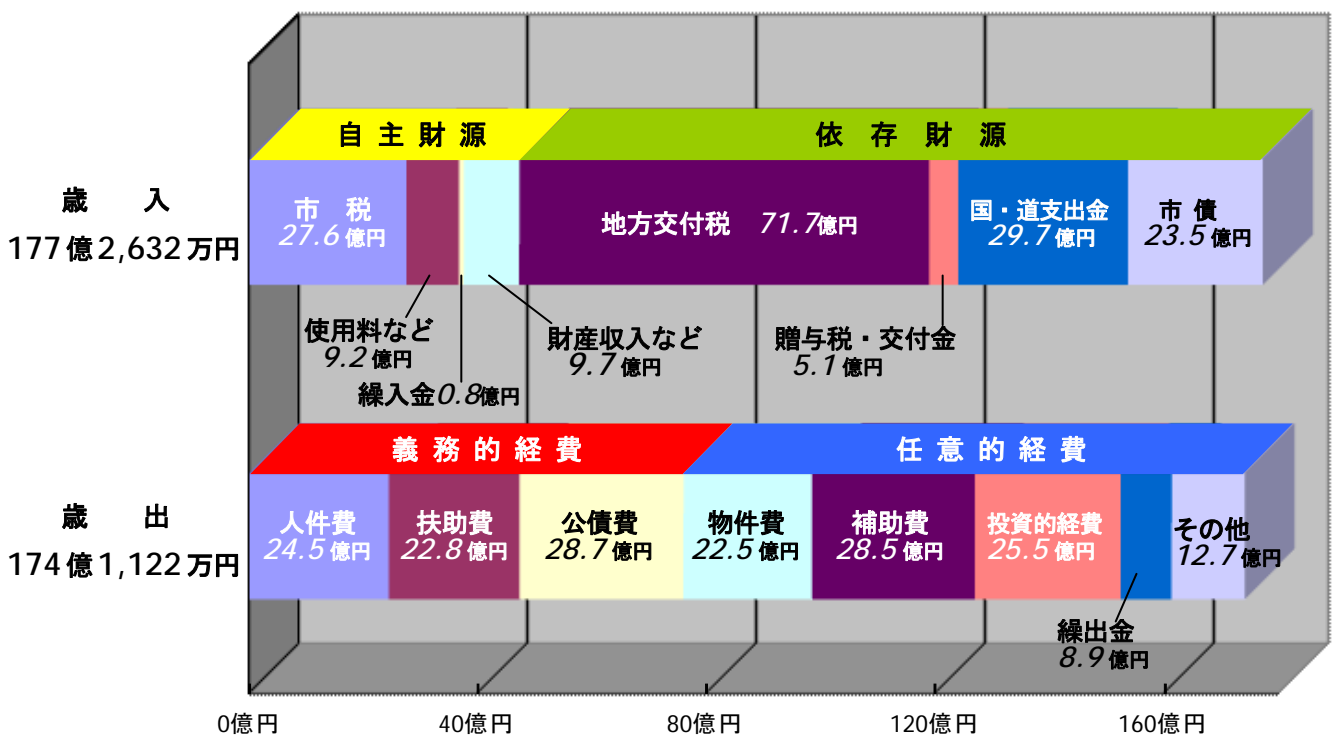 自主財源
依存財源
歳 入
177億2,632万円
市 税
27.6億円
地方交付税 71.7億円
国・道支出金
29.7億円
市 債
23.5億円
使用料など
9.2億円
繰入金0.8億円
財産収入など
9.7億円
贈与税・交付金
5.1億円
義務的経費
任意的経費
歳 出
174億1,122万円
人件費
24.5億円
扶助費
22.8億円
公債費
28.7億円
物件費
22.5億円
補助費
28.5億円
投資的経費
25.5億円
その他
12.7億円
繰出金
8.9億円
0億円 40億円 80億円 120億円 160億円